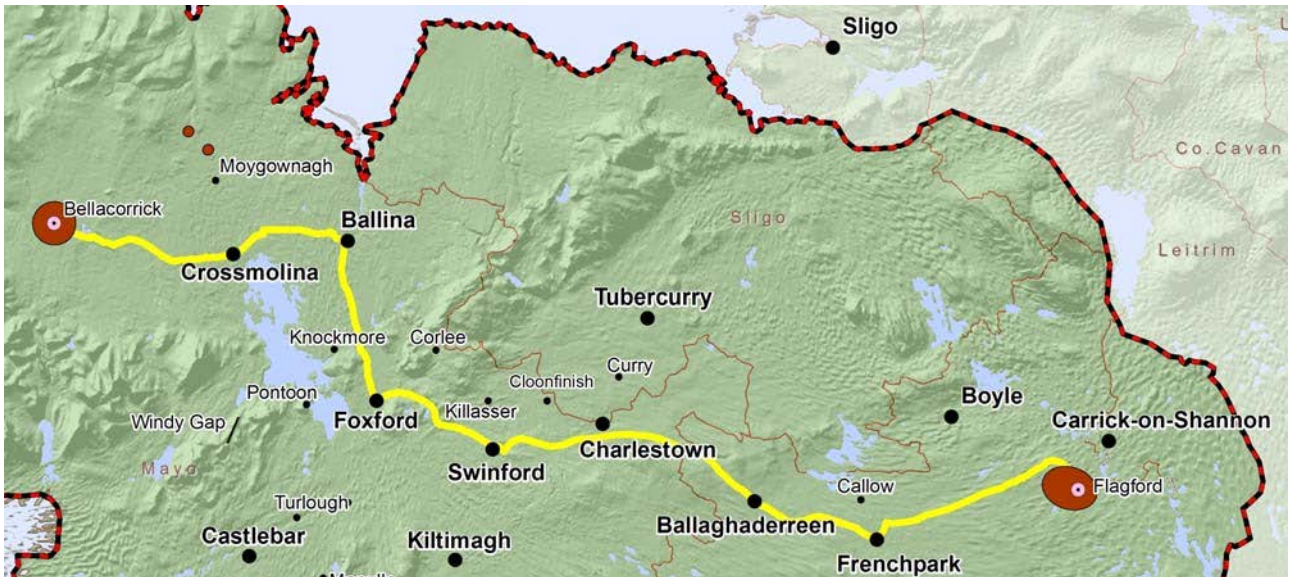 Sligo
Co.Cavan
Moygownagh
Bellacorrick
Ballina
Sligo
Leitrim
Crossmolina
Tubercurry
Knockmore
Corlee
Curry
Cloonfinish
Pontoon
Killasser
Boyle
Foxford
Windy Gap
Carrick-on-Shannon
Charlestown
Mayo
Swinford
Callow
Flagford
Turlough
Ballaghaderreen
Castlebar
Kiltimagh
Frenchpark